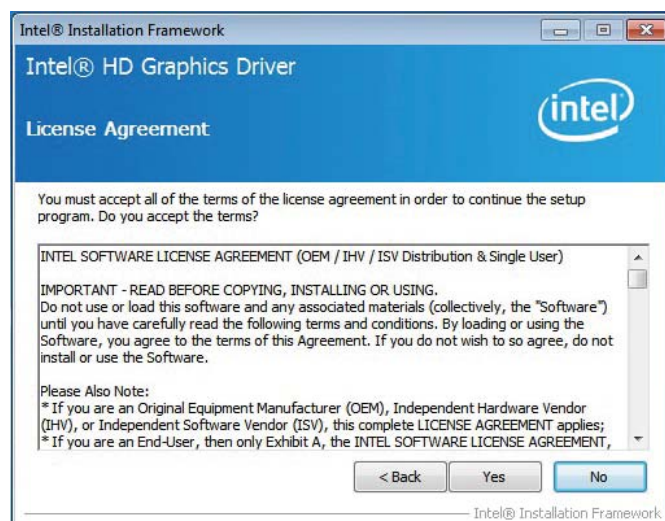 Intel® Installation Framework
Intel® HD Graphics Driver
intel
License Agreement
You must accept all of the terms of the license agreement in order to continue the setup
program. Do you accept the terms?
INTEL SOFTWARE LICENSE AGREEMENT (OEM / IHV / ISV Distribution & Single User)
IMPORTANT - READ BEFORE COPYING, INSTALLING OR USING.
Do not use or load this software and any associated materials (collectively, the "Software")
until you have carefully read the following terms and conditions. By loading or using the
Software, you agree to the terms of this Agreement. If you do not wish to so agree, do not
install or use the Software.
Please Also Note:
* If you are an Original Equipment Manufacturer (OEM), Independent Hardware Vendor
(IHV), or Independent Software Vendor (ISV), this complete LICENSE AGREEMENT applies;
* If you are an End-User, then only Exhibit A, the INTEL SOFTWARE LICENSE AGREEMENT,
< Back Yes No
Intel® Installation Framework